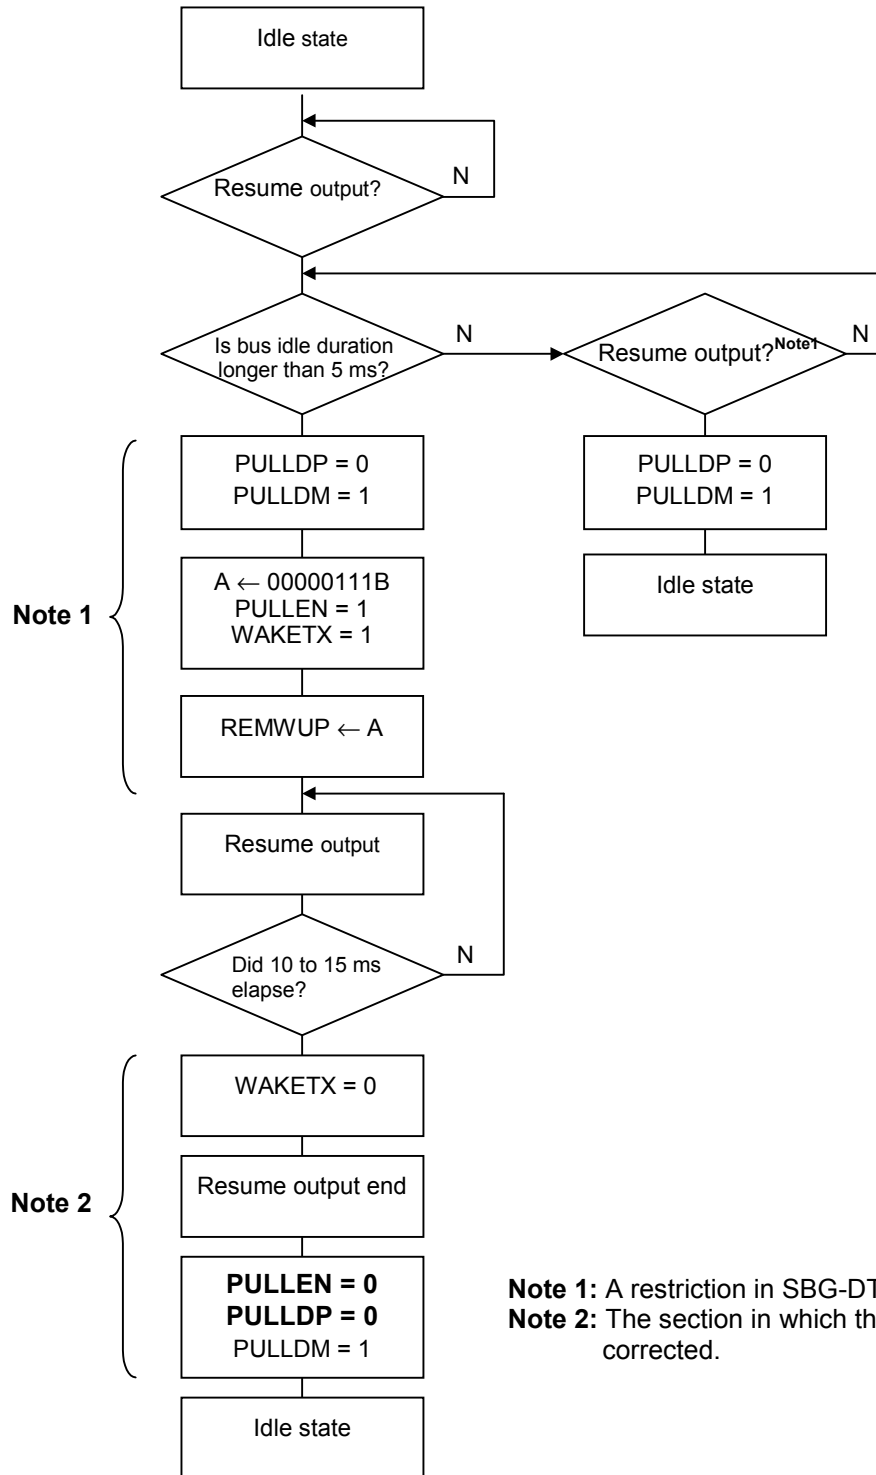 Idle state
Resume output?
N
Is bus idle duration
longer than 5 ms?
N
Resume output?Note1
N
PULLDP = 0
PULLDM = 1
PULLDP = 0
PULLDM = 1
A ← 00000111B
PULLEN = 1
WAKETX = 1
Idle state
Note 1
REMWUP ← A
Resume output
Did 10 to 15 ms
elapse?
N
WAKETX = 0
Note 2
Resume output end
PULLEN = 0
PULLDP = 0
PULLDM = 1
Note 1: A restriction in SBG-DT
Note 2: The section in which th
corrected.
Idle state